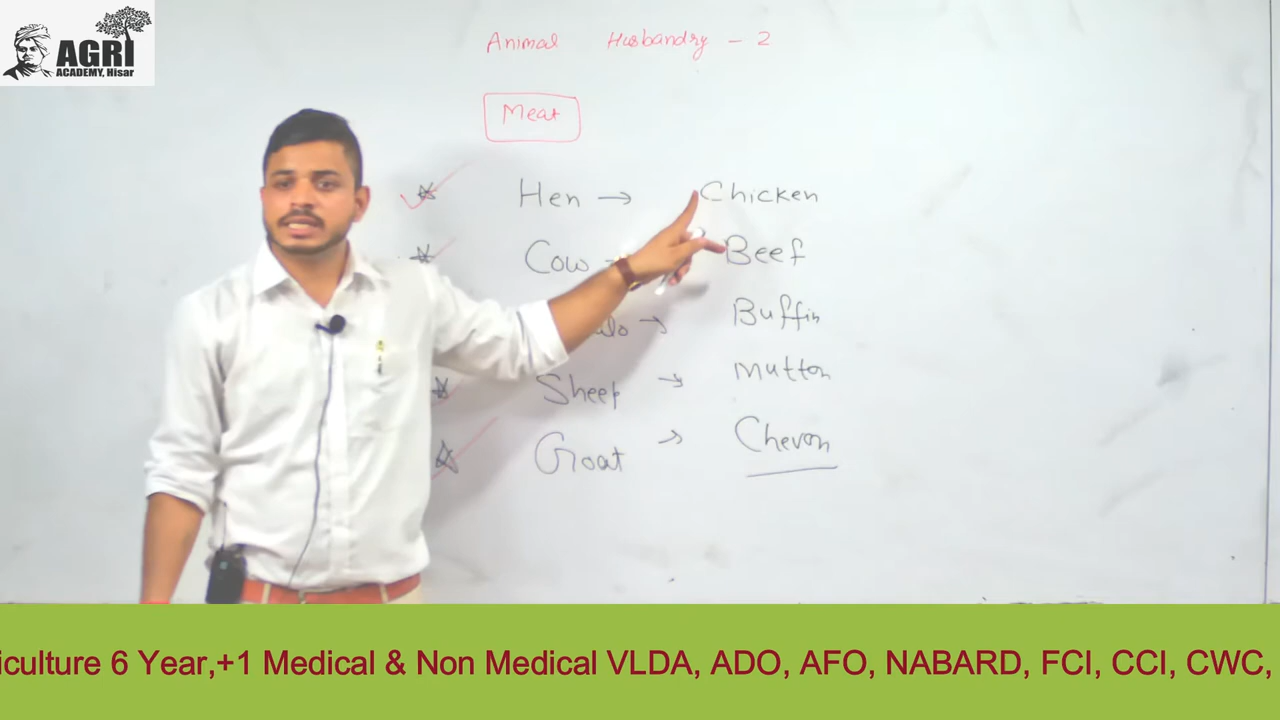 AGRI
ACADEMY, Hisar
Animal Husbandry - 2
Meat
Hen → Chicken
Cow → Beef
alo → Buffin
Sheep → Mutton
Goat → Chevon
iculture 6 Year,+1 Medical & Non Medical VLDA, ADO, AFO, NABARD, FCI, CCI, CWC,